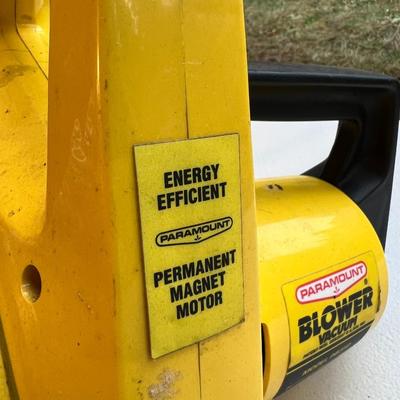 ENERGY
EFFICIENT
PARAMOUNT
PERMANENT
MAGNET
MOTOR
PARAMOUNT
BLOWER
VACUUM